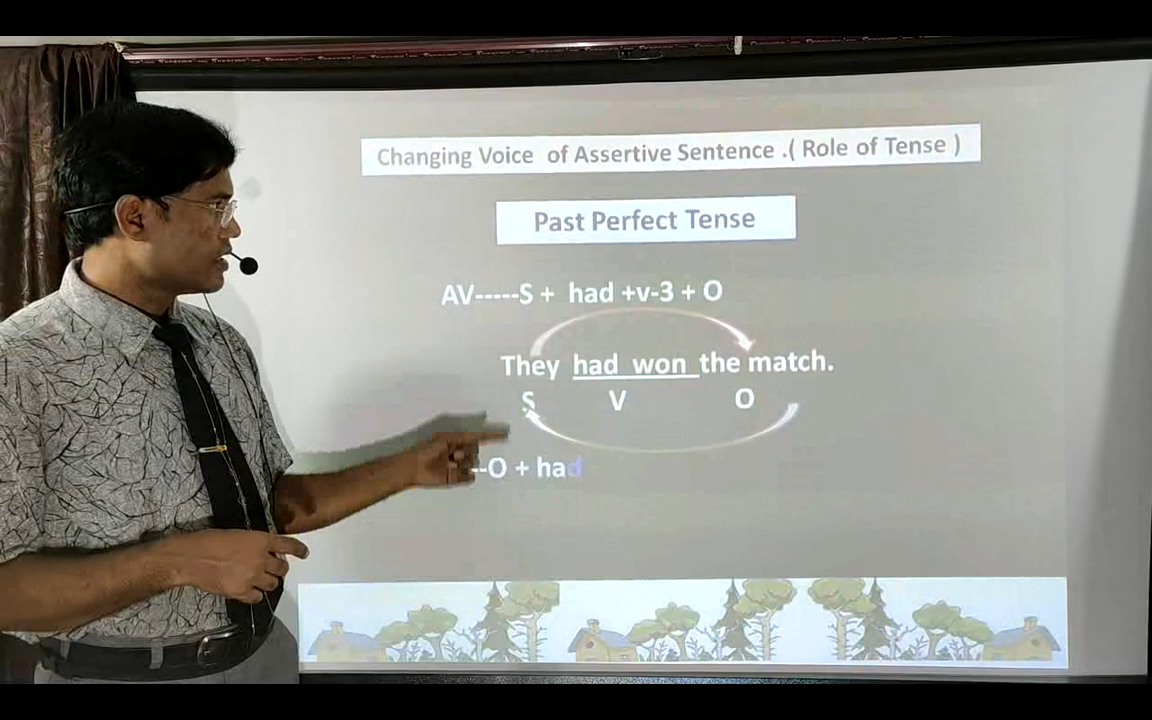 Changing Voice of Assertive Sentence .( Role of Tense )
Past Perfect Tense
AV-----S + had +v-3 + O
They had won the match.
S V O
--O + had